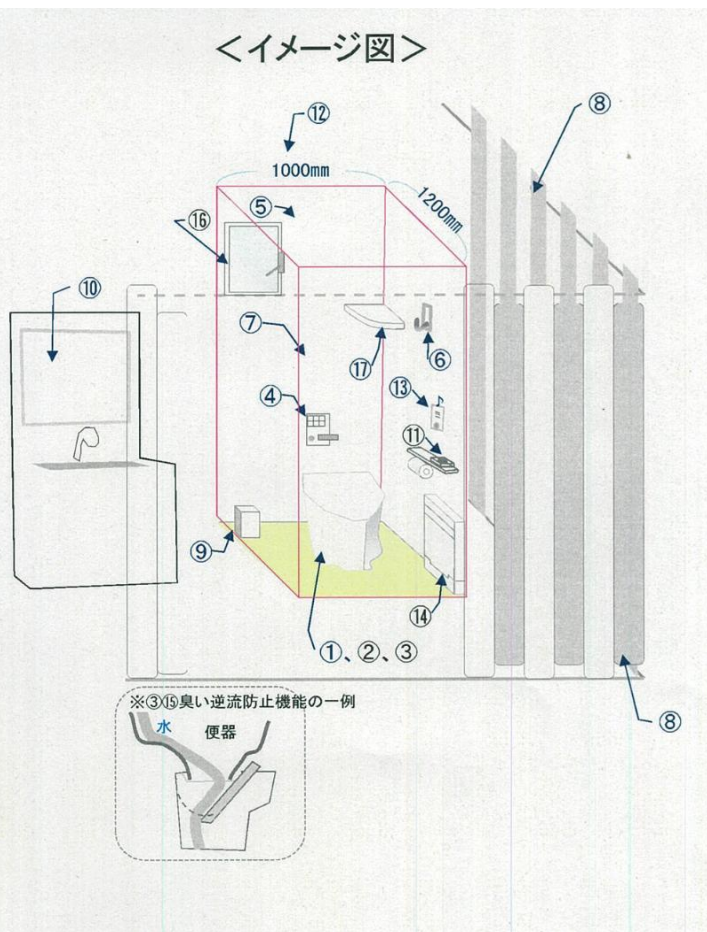 ＜イメージ図＞
⑫
⑧
1000mm
1200mm
⑤
⑯
⑩
⑦
⑰
⑥
④
⑬
⑪
⑨
⑭
①、②、③
⑧
※③⑮臭い逆流防止機能の一例
水
便器